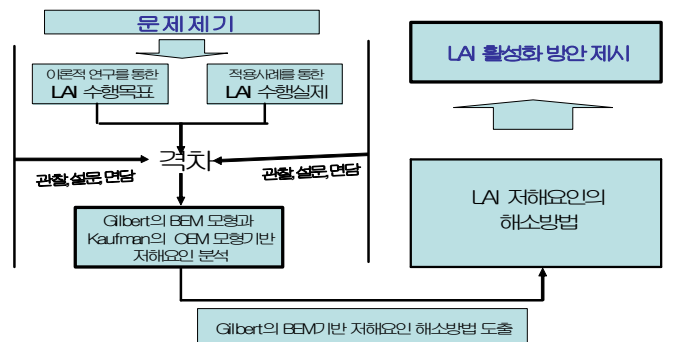 문제제기
이론적 연구를 통한
LAI 수행목표
적용사례를 통한
LAI 수행실제
격차
관찰,설문,면담
관찰,설문,면담
Gilbert의 BEM 모형과
Kaufman의 OEM 모형기반
저해요인 분석
Gilbert의 BEM기반 저해요인 해소방법 도출
LAI 저해요인의
해소방법
LAI 활성화 방안 제시